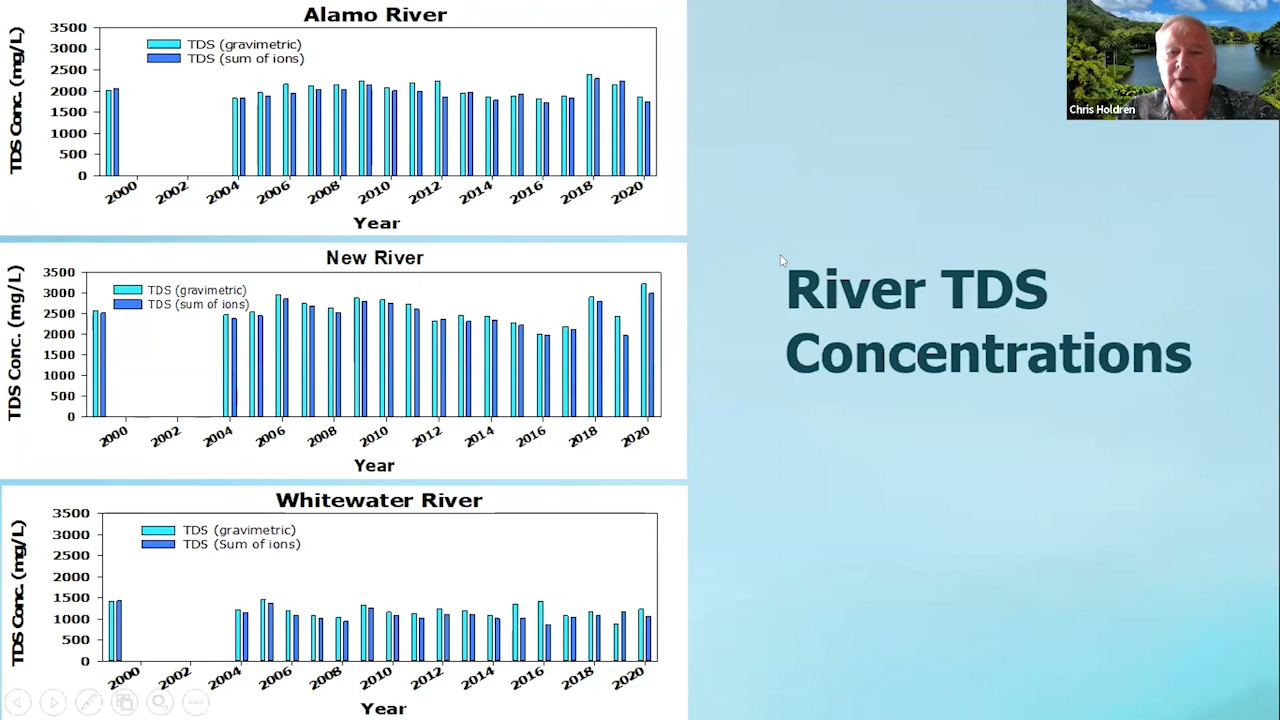 Alamo River
TDS Conc. (mg/L)
3500
3000
2500
2000
1500
1000
500
0
TDS (gravimetric)
TDS (sum of ions)
2000 2002 2004 2006 2008 2010 2012 2014 2016 2018 2020
Year
New River
TDS Conc. (mg/L)
3500
3000
2500
2000
1500
1000
500
0
TDS (gravimetric)
TDS (sum of ions)
2000 2002 2004 2006 2008 2010 2012 2014 2016 2018 2020
Year
Whitewater River
TDS Conc. (mg/L)
3500
3000
2500
2000
1500
1000
500
0
TDS (gravimetric)
TDS (Sum of ions)
2000 2002 2004 2006 2008 2010 2012 2014 2016 2018 2020
Year
Chris Holdren
River TDS
Concentrations